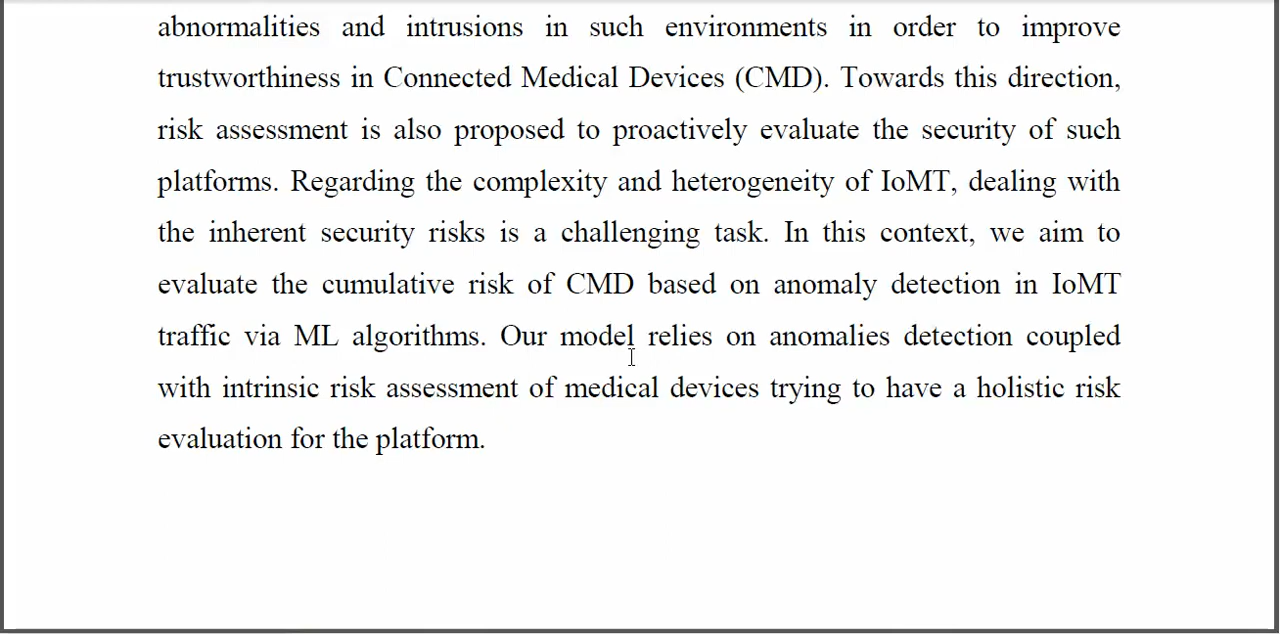 abnormalities and intrusions in such environments in order to improve
trustworthiness in Connected Medical Devices (CMD). Towards this direction,
risk assessment is also proposed to proactively evaluate the security of such
platforms. Regarding the complexity and heterogeneity of IoMT, dealing with
the inherent security risks is a challenging task. In this context, we aim to
evaluate the cumulative risk of CMD based on anomaly detection in IoMT
traffic via ML algorithms. Our model relies on anomalies detection coupled
with intrinsic risk assessment of medical devices trying to have a holistic risk
evaluation for the platform.